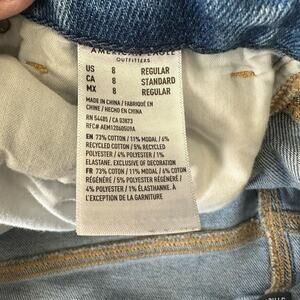 AMERICAN EAGLE
OUTFITTERS
US 8 REGULAR
CA 8 STANDARD
MX 8 REGULAR
MADE IN CHINA / FABRIQUÉ EN
CHINE / HECHO EN CHINA
RN 54485 / CA 03873
RFC# AEM1206050U9A
EN 73% COTTON / 11% MODAL / 6%
RECYCLED COTTON / 5% RECYCLED
POLYESTER / 4% POLYESTER / 1%
ELASTANE. EXCLUSIVE OF DECORATION
FR 73% COTON / 11% MODAL / 6% COTON
RÉGÉNÉRÉ / 5% POLYESTER RÉGÉNÉRÉ /
4% POLYESTER / 1% ÉLASTHANNE. À
L'EXCEPTION DE LA GARNITURE